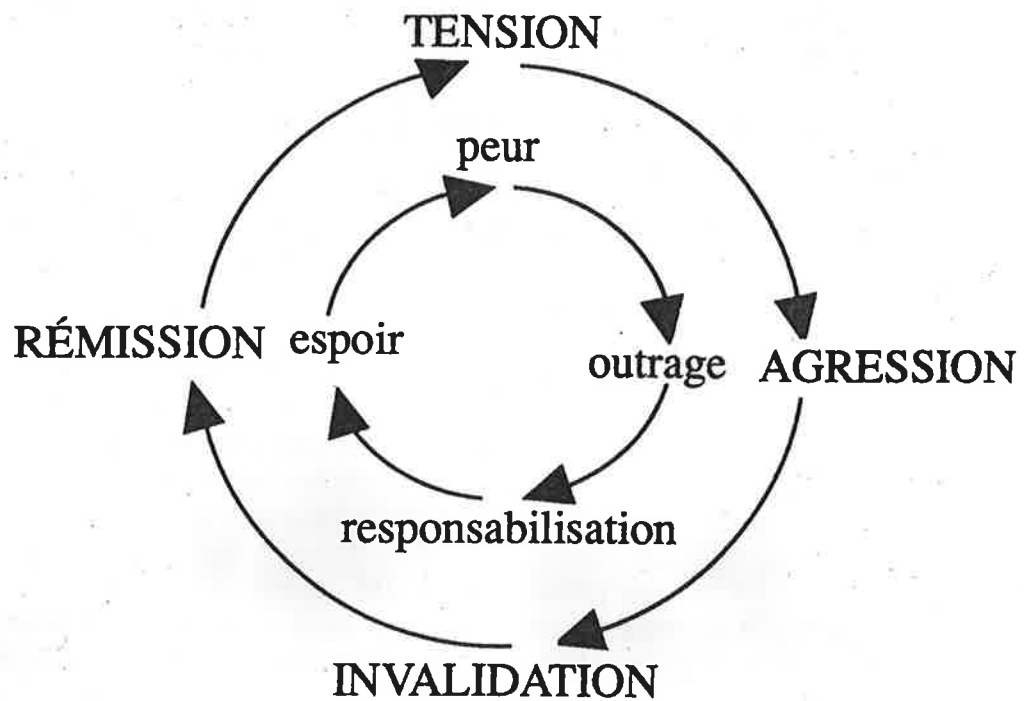 TENSION
peur
RÉMISSION espoir
outrage AGRESSION
responsabilisation
INVALIDATION